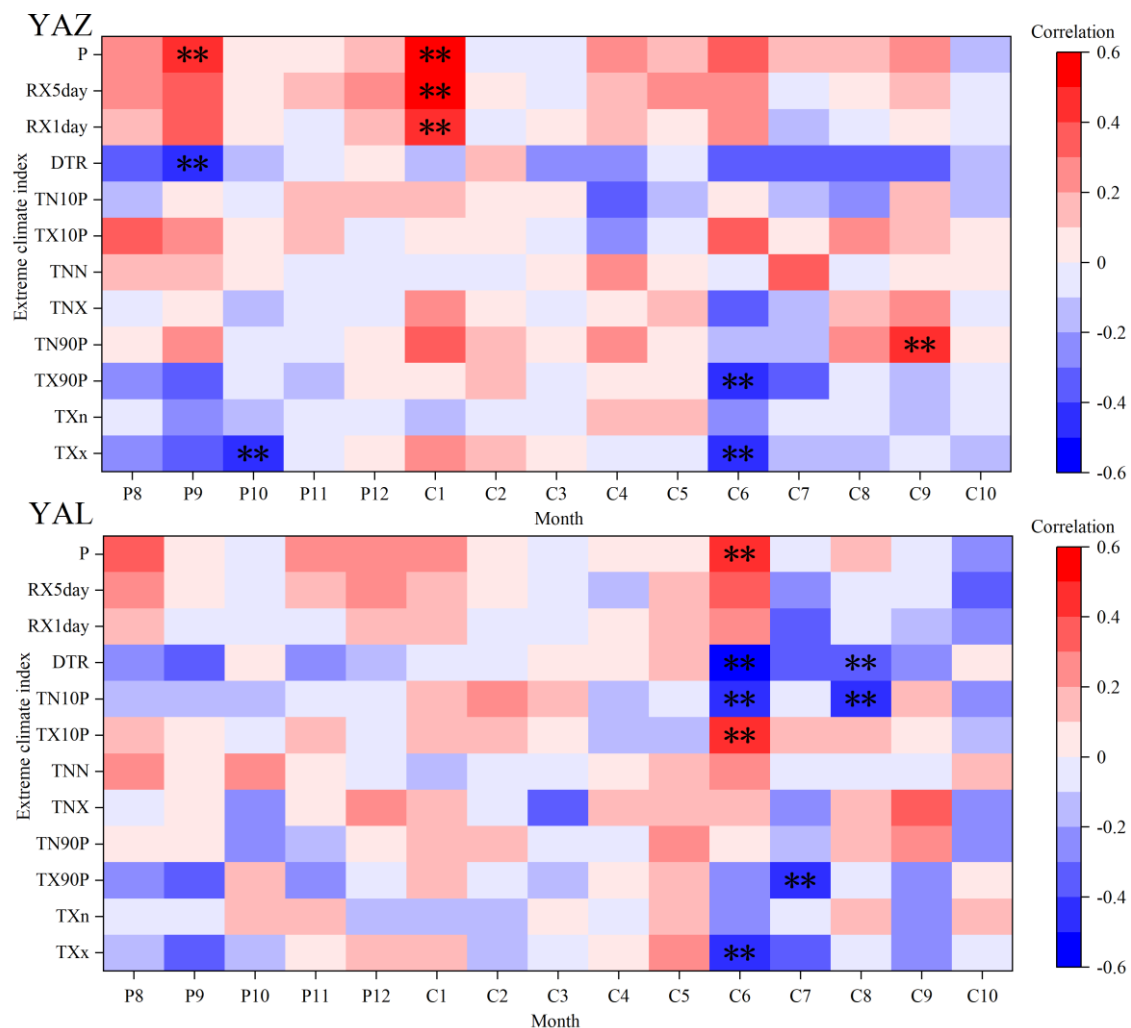 YAZ
Correlation
P
RX5day
RX1day
DTR
TN10P
TX10P
TNN
TNX
TN90P
TX90P
TXn
TXx
Extreme climate index
** **
**
**
**
**
**
** **
P8 P9 P10 P11 P12 C1 C2 C3 C4 C5 C6 C7 C8 C9 C10
Month
0.6
0.4
0.2
0
-0.2
-0.4
-0.6
YAL
Correlation
P
RX5day
RX1day
DTR
TN10P
TX10P
TNN
TNX
TN90P
TX90P
TXn
TXx
Extreme climate index
**
** **
** **
**
**
**
P8 P9 P10 P11 P12 C1 C2 C3 C4 C5 C6 C7 C8 C9 C10
Month
0.6
0.4
0.2
0
-0.2
-0.4
-0.6